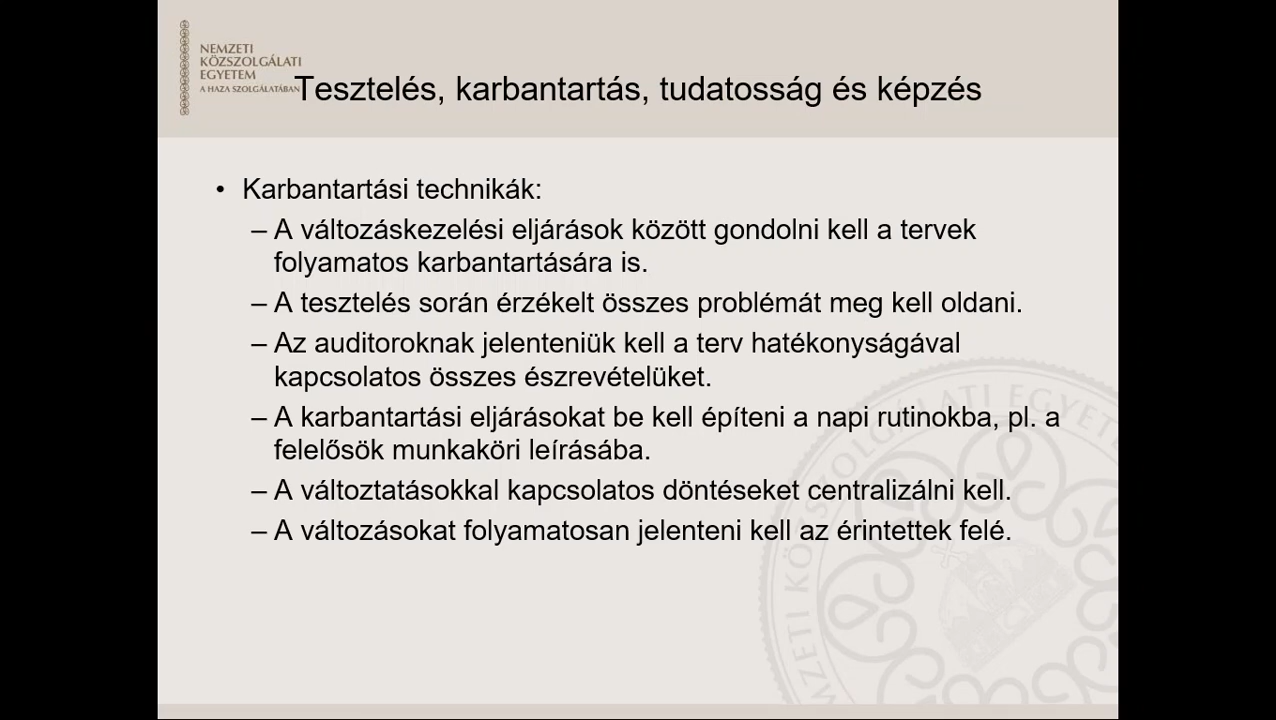 NEMZETI
KÖZSZOLGÁLATI
EGYETEM
A HAZA SZOLGÁLATÁBAN
Tesztelés, karbantartás, tudatosság és képzés
• Karbantartási technikák:
– A változáskezelési eljárások között gondolni kell a tervek
folyamatos karbantartására is.
– A tesztelés során érzékelt összes problémát meg kell oldani.
– Az auditoroknak jelenteniük kell a terv hatékonyságával
kapcsolatos összes észrevételüket.
– A karbantartási eljárásokat be kell építeni a napi rutinokba, pl. a
felelősök munkaköri leírásába.
– A változtatásokkal kapcsolatos döntéseket centralizálni kell.
– A változásokat folyamatosan jelenteni kell az érintettek felé.
MZETI KÖZSZOLGÁLATI EGYETE